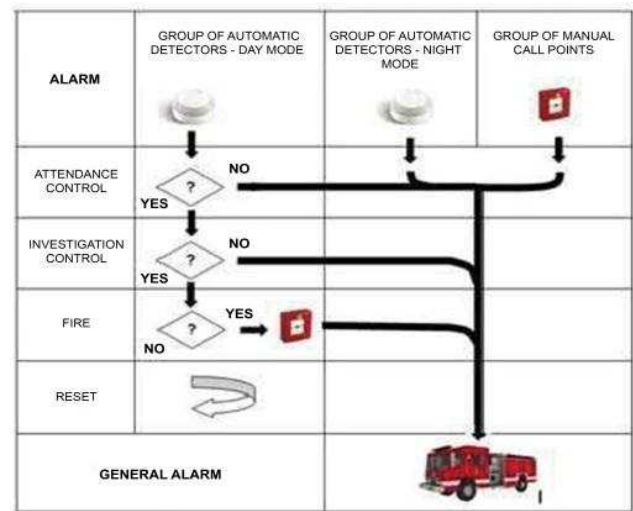 GROUP OF AUTOMATIC
DETECTORS - DAY MODE
GROUP OF AUTOMATIC
DETECTORS - NIGHT
MODE
GROUP OF MANUAL
CALL POINTS
ALARM
ATTENDANCE
CONTROL
?
NO
YES
INVESTIGATION
CONTROL
?
NO
YES
FIRE
?
YES
NO
RESET
GENERAL ALARM